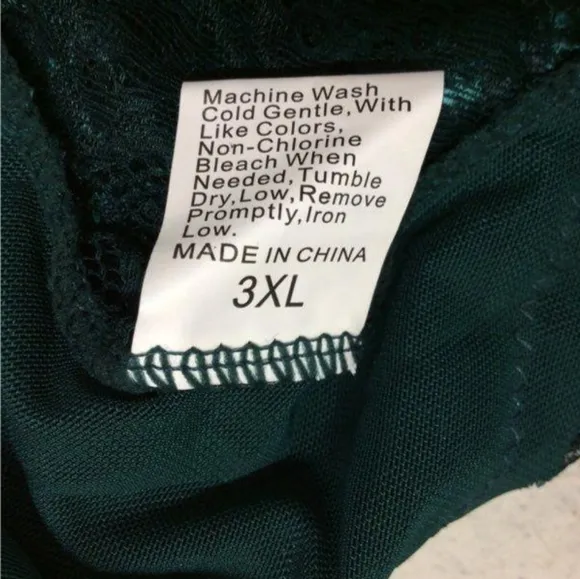 Machine Wash
Cold Gentle,With
Like Colors,
Non-Chlorine
Bleach When
Needed,Tumble
Dry,Low,Remove
Promptly,Iron
Low.
MADE IN CHINA
3XL